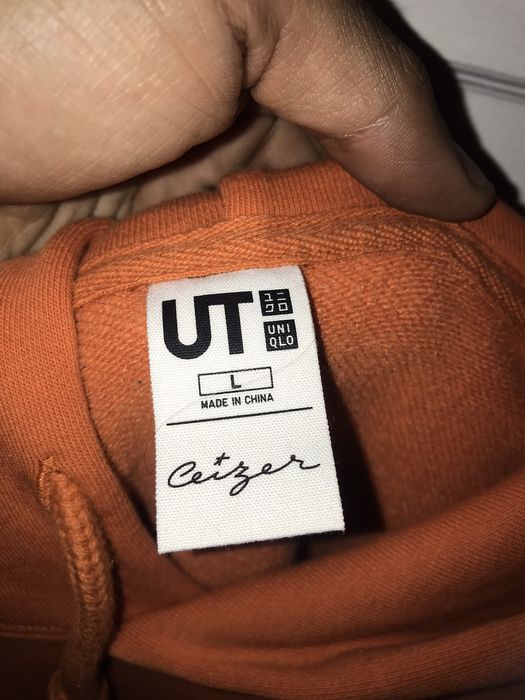 UT
ユニ
クロ
UNI
QLO
L
MADE IN CHINA
Ceizer